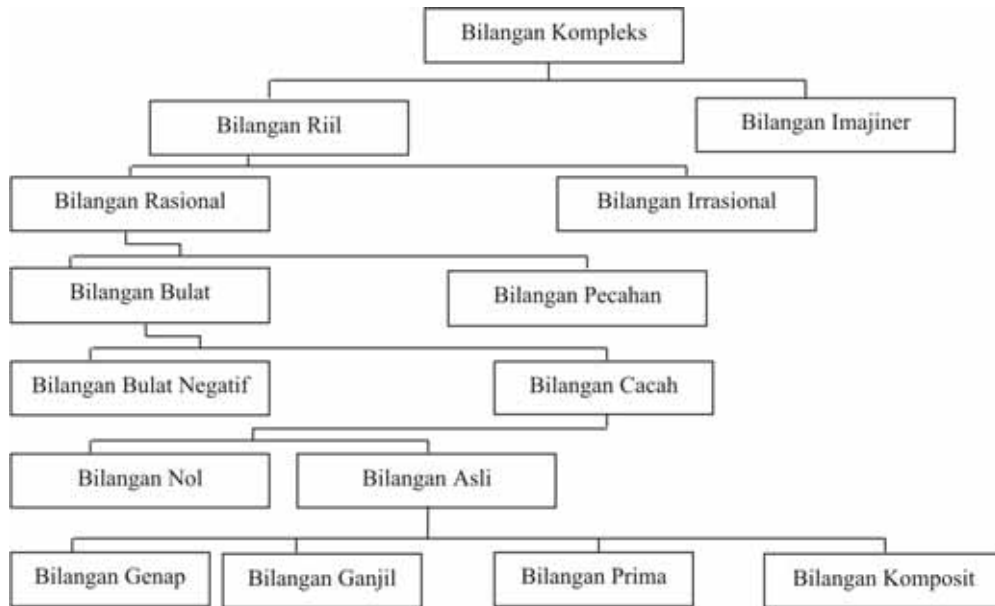 Bilangan Kompleks
Bilangan Riil
Bilangan Imajiner
Bilangan Rasional
Bilangan Irrasional
Bilangan Bulat
Bilangan Pecahan
Bilangan Bulat Negatif
Bilangan Cacah
Bilangan Nol
Bilangan Asli
Bilangan Genap
Bilangan Ganjil
Bilangan Prima
Bilangan Komposit